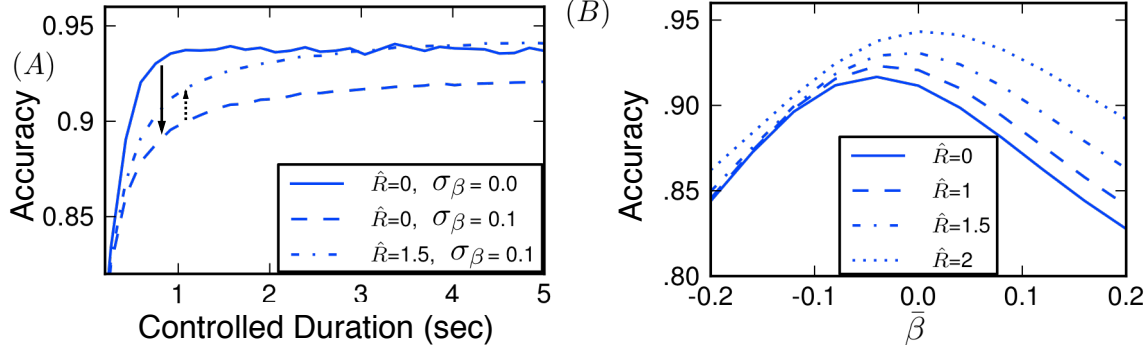 (A)
Accuracy
0.95
0.9
0.85
R̂=0, σβ = 0.0
R̂=0, σβ = 0.1
R̂=1.5, σβ = 0.1
1 2 3 4 5
Controlled Duration (sec)
(B)
Accuracy
.95
.90
.85
.80
R̂=0
R̂=1
R̂=1.5
R̂=2
-0.2 -0.1 0.0 0.1 0.2
β̄